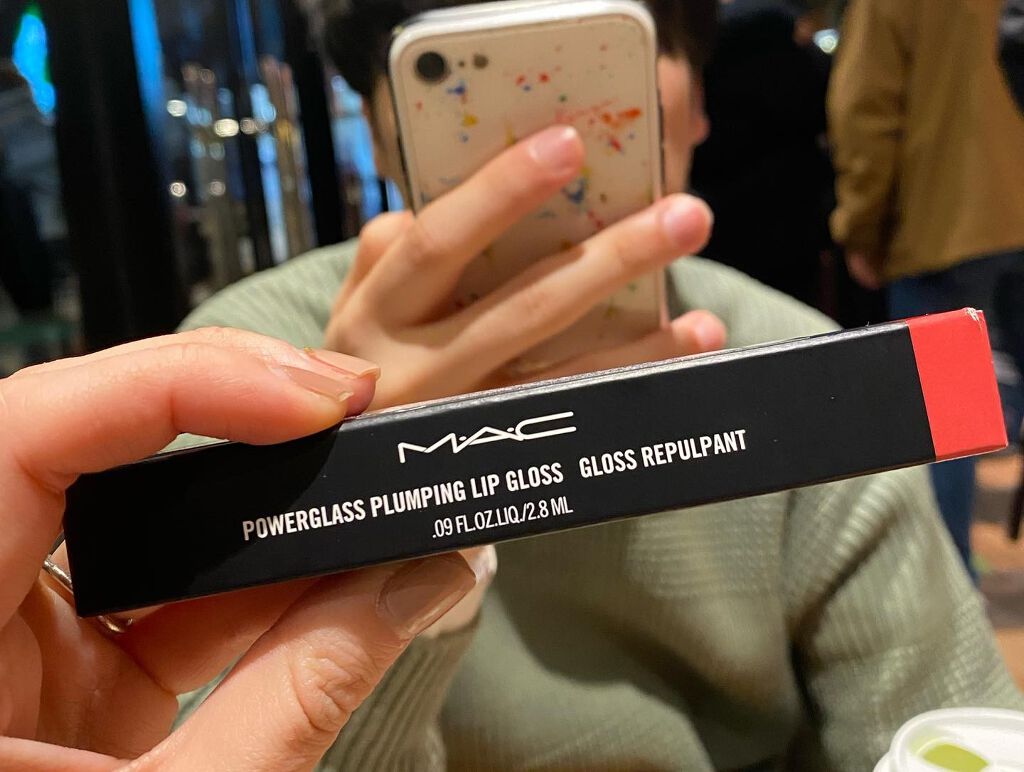 M·A·C
POWERGLASS PLUMPING LIP GLOSS GLOSS REPULPANT
.09 FL.OZ.LIQ./2.8 ML